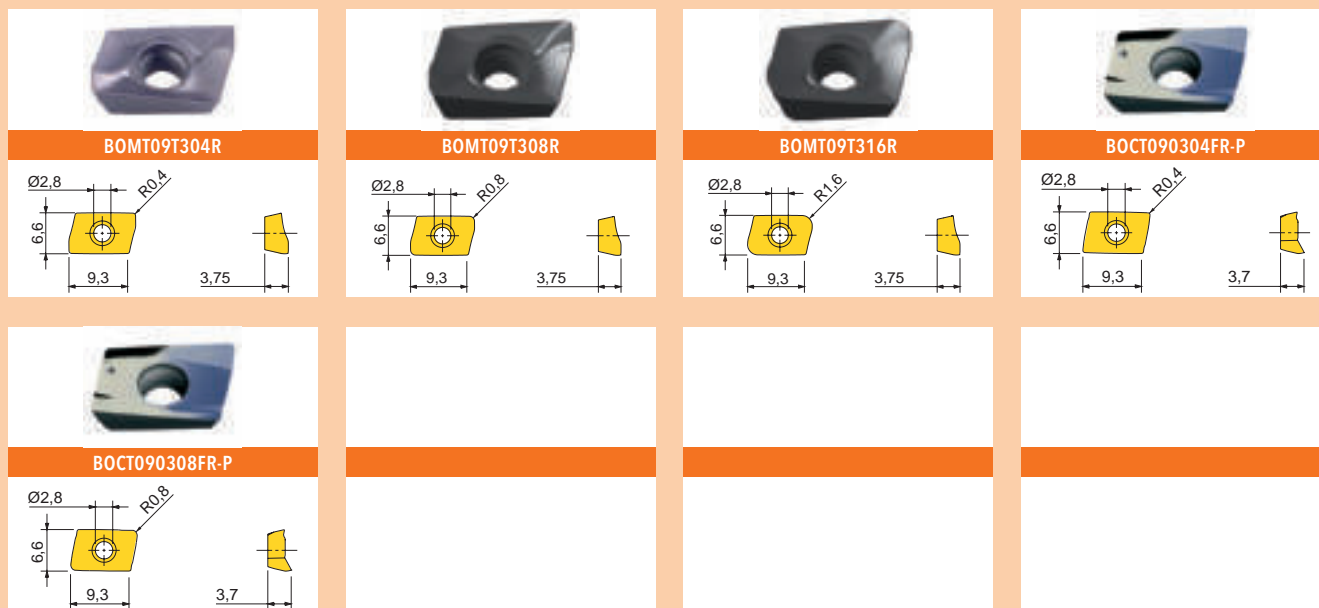 BOMT09T304R
Ø2,8
R0,4
6,6
9,3
3,75
BOMT09T308R
Ø2,8
R0,8
6,6
9,3
3,75
BOMT09T316R
Ø2,8
R1,6
6,6
9,3
3,75
BOCT090304FR-P
Ø2,8
R0,4
6,6
9,3
3,7
BOCT090308FR-P
Ø2,8
R0,8
6,6
9,3
3,7